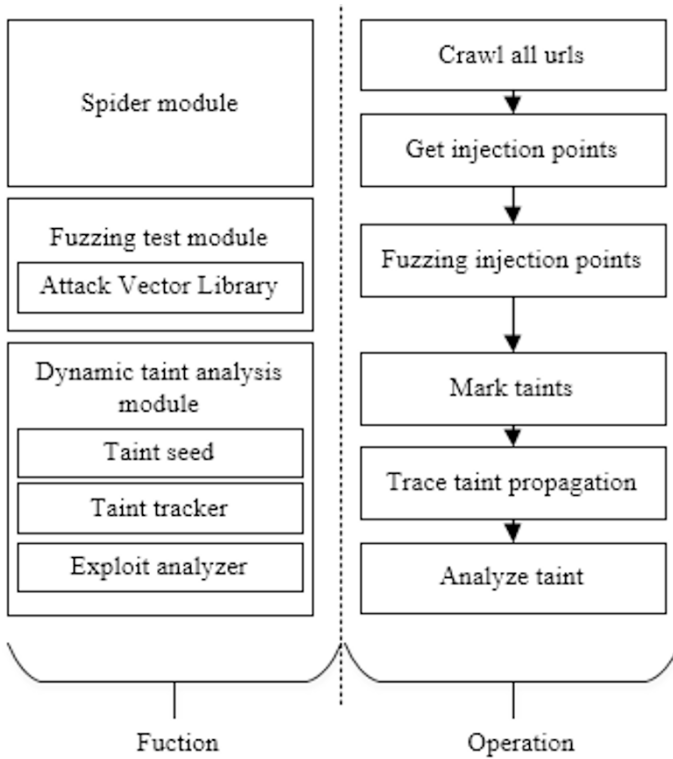 Spider module
Fuzzing test module
Attack Vector Library
Dynamic taint analysis
module
Taint seed
Taint tracker
Exploit analyzer
Fuction
Crawl all urls
Get injection points
Fuzzing injection points
Mark taints
Trace taint propagation
Analyze taint
Operation